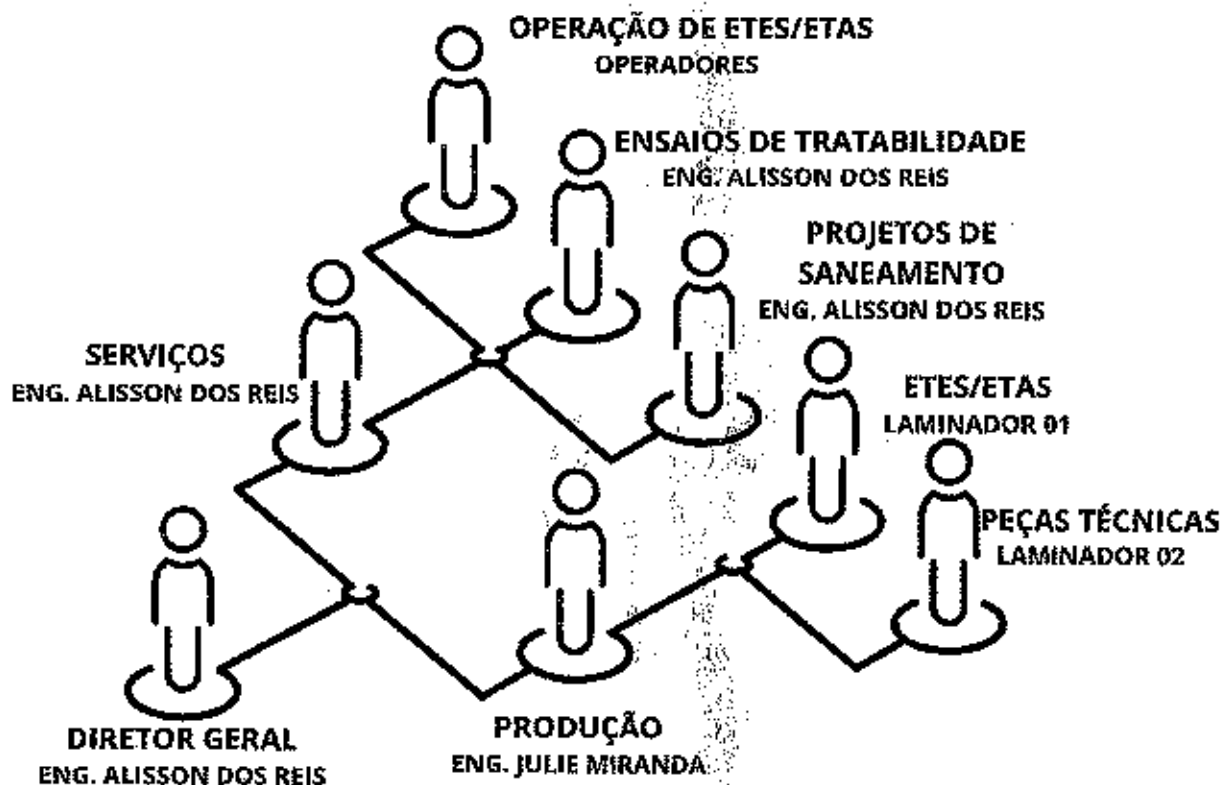 OPERAÇÃO DE ETES/ETAS
OPERADORES
ENSAIOS DE TRATABILIDADE
ENG. ALISSON DOS REIS
PROJETOS DE
SANEAMENTO
ENG. ALISSON DOS REIS
SERVIÇOS
ENG. ALISSON DOS REIS
ETES/ETAS
LAMINADOR 01
PEÇAS TÉCNICAS
LAMINADOR 02
DIRETOR GERAL
ENG. ALISSON DOS REIS
PRODUÇÃO
ENG. JULIE MIRANDA